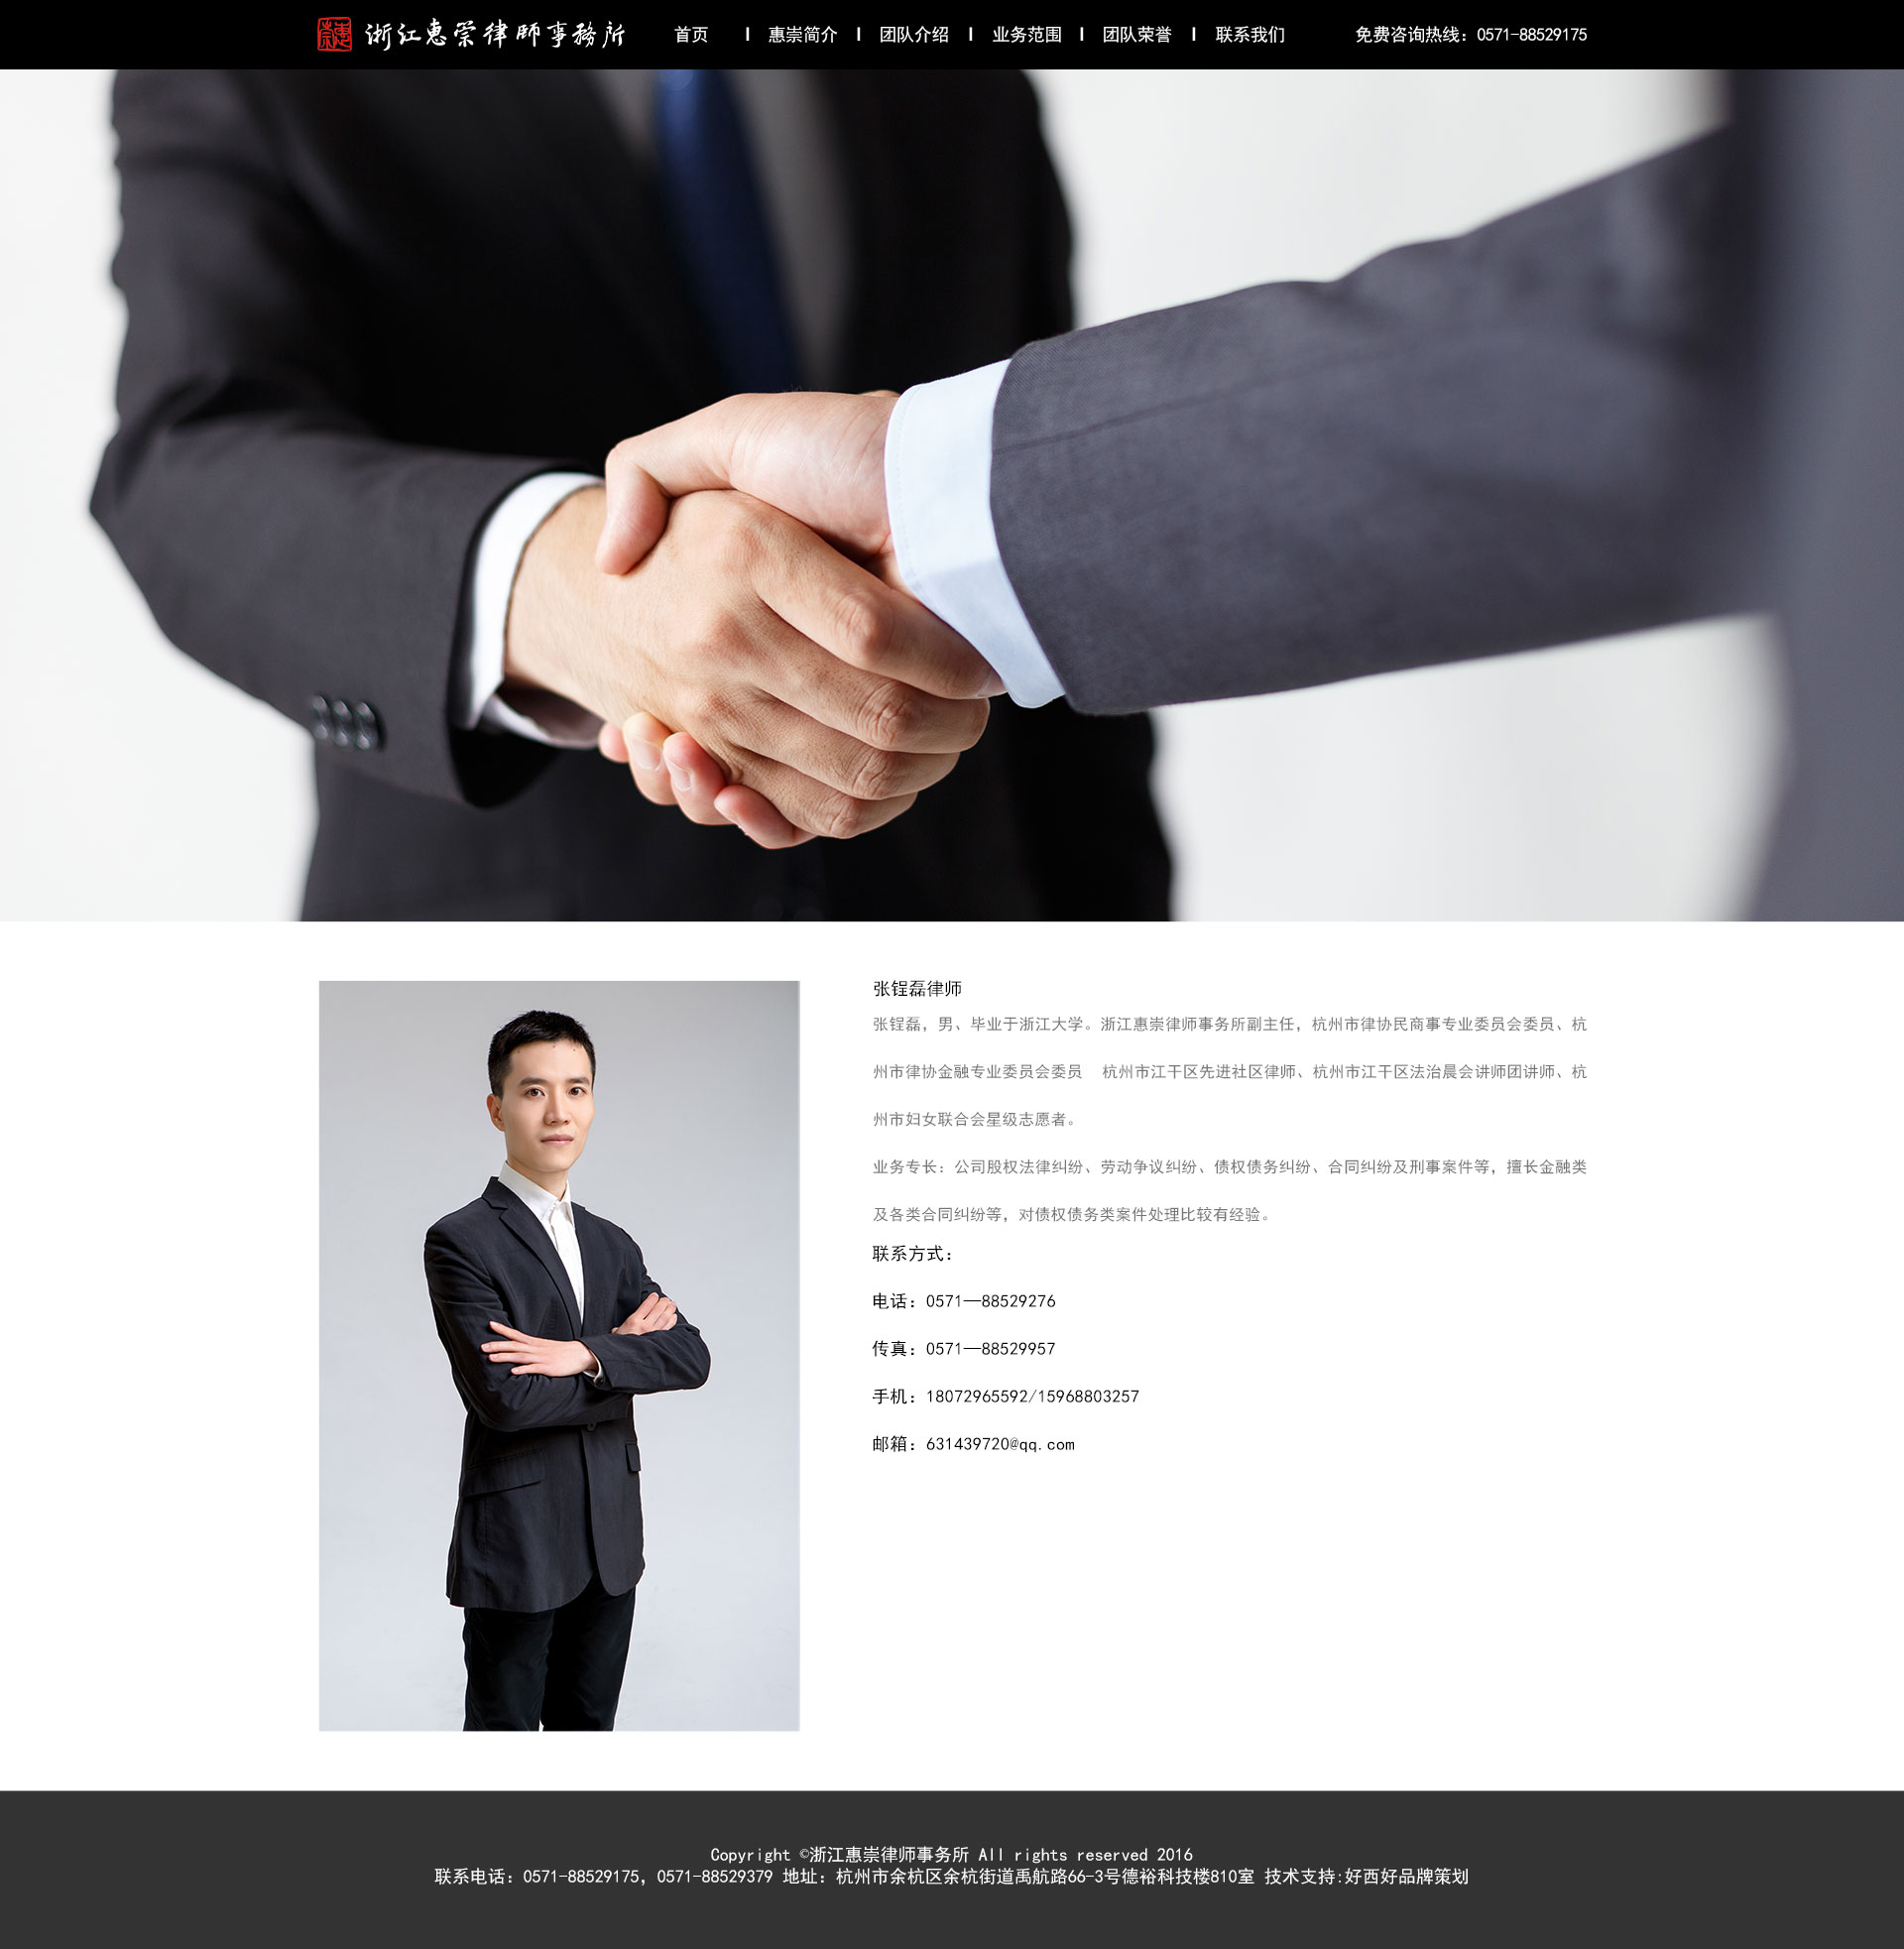 浙江惠崇律師事務所
首页 惠崇简介 团队介绍 业务范围 团队荣誉 联系我们 免费咨询热线：0571-88529175
张锃磊律师
张锃磊，男、毕业于浙江大学。浙江惠崇律师事务所副主任，杭州市律协民商事专业委员会委员、杭
州市律协金融专业委员会委员 杭州市江干区先进社区律师、杭州市江干区法治晨会讲师团讲师、杭
州市妇女联合会星级志愿者。
业务专长：公司股权法律纠纷、劳动争议纠纷、债权债务纠纷、合同纠纷及刑事案件等，擅长金融类
及各类合同纠纷等，对债权债务类案件处理比较有经验。
联系方式：
电话：0571—88529276
传真：0571—88529957
手机：18072965592/15968803257
邮箱：631439720@qq.com
Copyright ©浙江惠崇律师事务所 All rights reserved 2016
联系电话：0571-88529175，0571-88529379 地址：杭州市余杭区余杭街道禹航路66-3号德裕科技楼810室 技术支持:好西好品牌策划